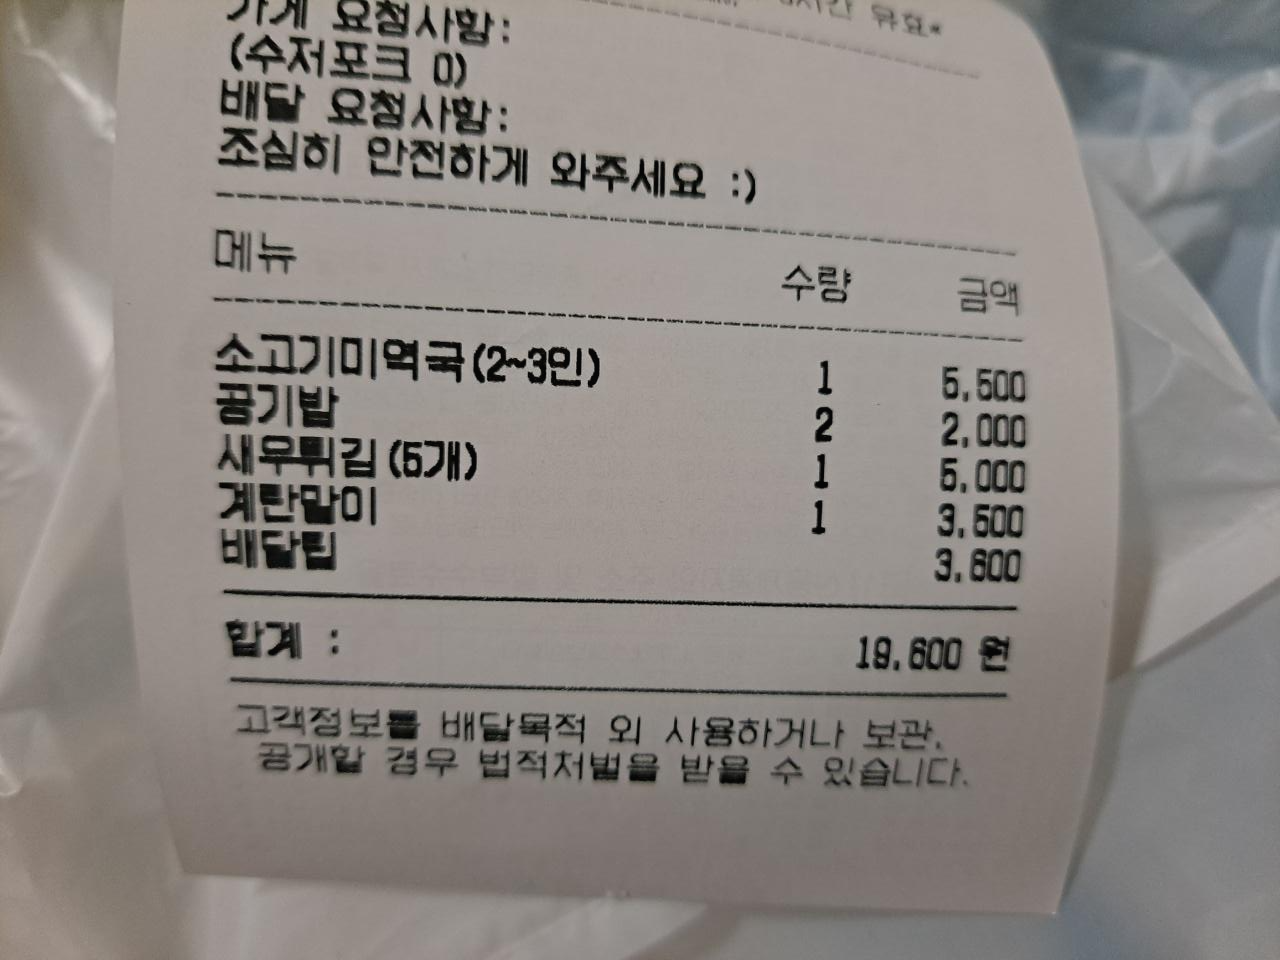 시간 유효*
가게 요청사항:
(수저포크 0)
배달 요청사항:
조심히 안전하게 와주세요 :)
메뉴 수량 금액
소고기미역국(2~3인) 1 5,500
공기밥 2 2,000
새우튀김(5개) 1 5,000
계란말이 1 3,500
배달팁 3,600
합계 : 19,600 원
고객정보를 배달목적 외 사용하거나 보관,
공개할 경우 법적처벌을 받을 수 있습니다.